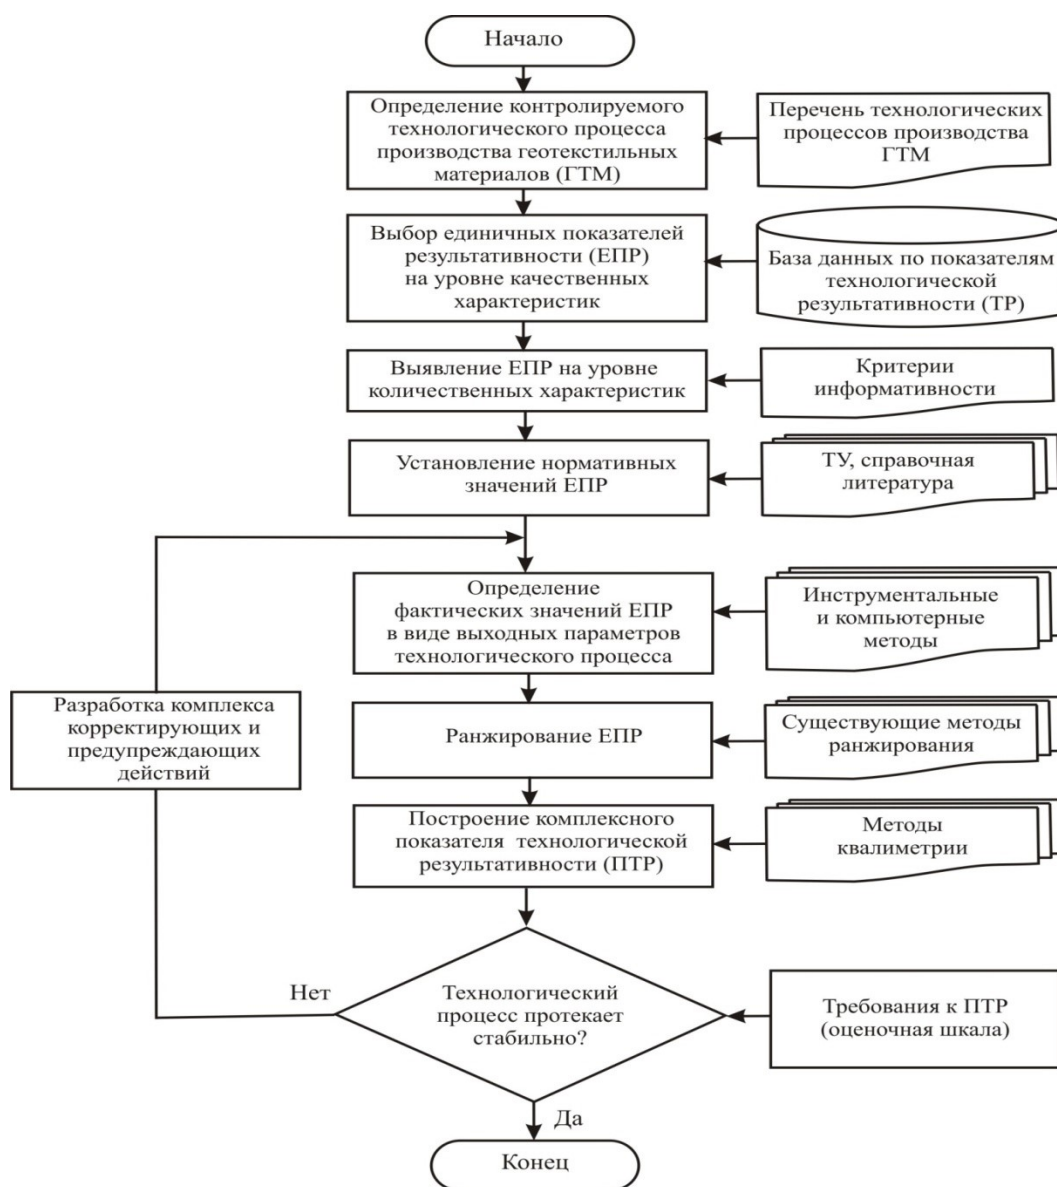 Начало
Определение контролируемого
технологического процесса
производства геотекстильных
материалов (ГТМ)
Перечень технологических
процессов производства
ГТМ
Выбор единичных показателей
результативности (ЕПР)
на уровне качественных
характеристик
База данных по показателям
технологической
результативности (ТР)
Выявление ЕПР на уровне
количественных характеристик
Критерии
информативности
Установление нормативных
значений ЕПР
ТУ, справочная
литература
Определение
фактических значений ЕПР
в виде выходных параметров
технологического процесса
Инструментальные
и компьютерные
методы
Разработка комплекса
корректирующих и
предупреждающих
действий
Ранжирование ЕПР
Существующие методы
ранжирования
Построение комплексного
показателя технологической
результативности (ПТР)
Методы
квалиметрии
Нет
Технологический
процесс протекает
стабильно?
Требования к ПТР
(оценочная шкала)
Да
Конец